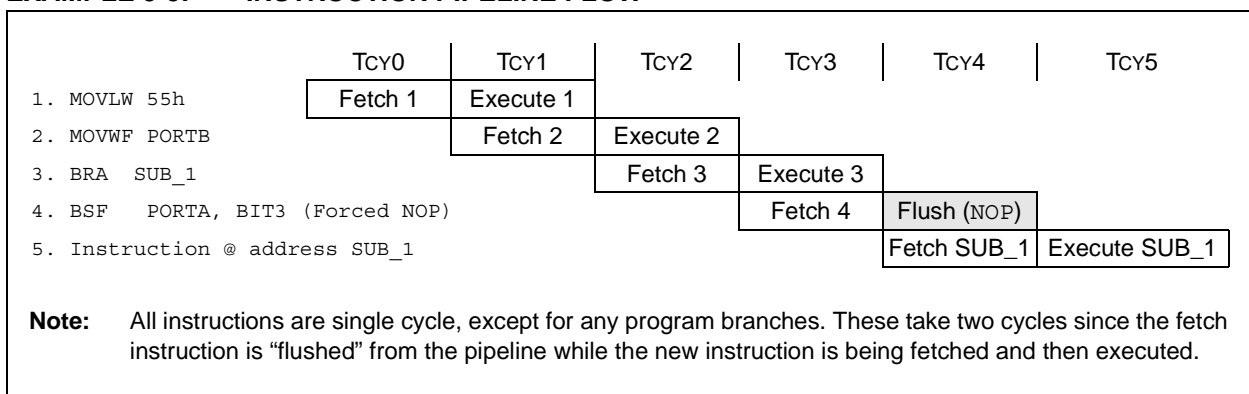 TCY0 TCY1 TCY2 TCY3 TCY4 TCY5
1. MOVLW 55h Fetch 1 Execute 1
2. MOVWF PORTB Fetch 2 Execute 2
3. BRA SUB_1 Fetch 3 Execute 3
4. BSF PORTA, BIT3 (Forced NOP) Fetch 4 Flush (NOP)
5. Instruction @ address SUB_1 Fetch SUB_1 Execute SUB_1
Note: All instructions are single cycle, except for any program branches. These take two cycles since the fetch
instruction is “flushed” from the pipeline while the new instruction is being fetched and then executed.